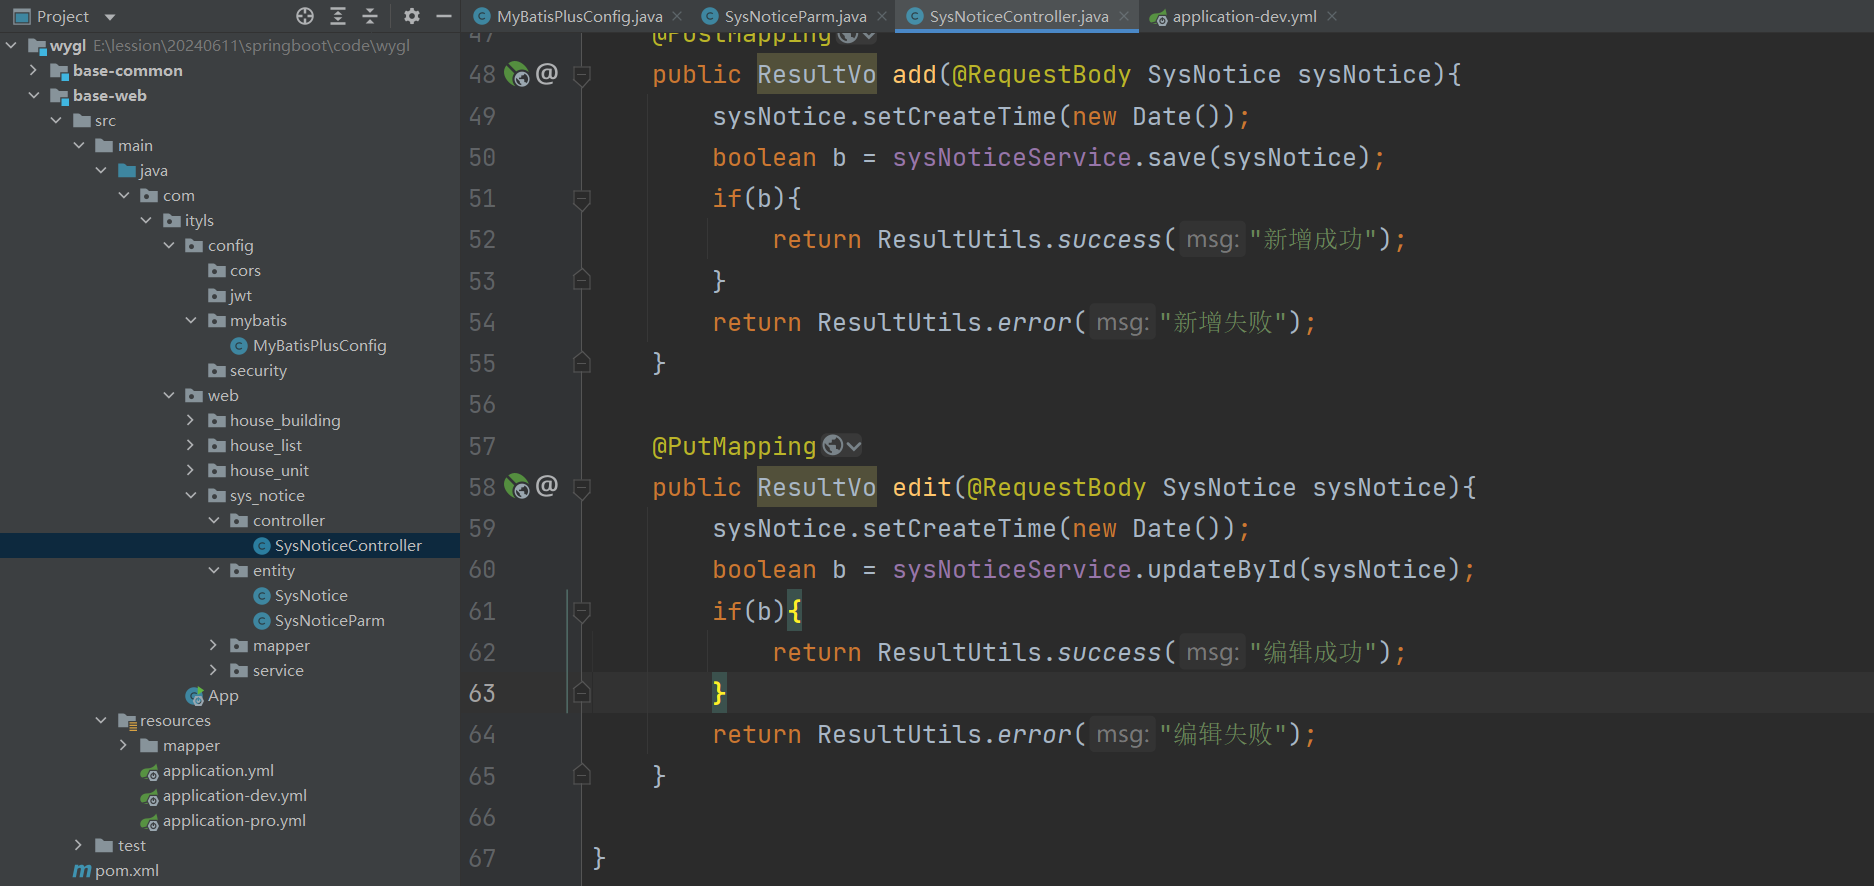 Project
wygl E:\lession\20240611\springboot\code\wygl
base-common
base-web
src
main
java
com
ityls
config
cors
jwt
mybatis
MyBatisPlusConfig
security
web
house_building
house_list
house_unit
sys_notice
controller
SysNoticeController
entity
SysNotice
SysNoticeParm
mapper
service
App
resources
mapper
application.yml
application-dev.yml
application-pro.yml
test
pom.xml
MyBatisPlusConfig.java SysNoticeParm.java SysNoticeController.java application-dev.yml
47 @PostMapping
48 public ResultVo add(@RequestBody SysNotice sysNotice){
49 sysNotice.setCreateTime(new Date());
50 boolean b = sysNoticeService.save(sysNotice);
51 if(b){
52 return ResultUtils.success( msg: "新增成功");
53 }
54 return ResultUtils.error( msg: "新增失败");
55 }
56
57 @PutMapping
58 public ResultVo edit(@RequestBody SysNotice sysNotice){
59 sysNotice.setCreateTime(new Date());
60 boolean b = sysNoticeService.updateById(sysNotice);
61 if(b){
62 return ResultUtils.success( msg: "编辑成功");
63 }
64 return ResultUtils.error( msg: "编辑失败");
65 }
66
67 }